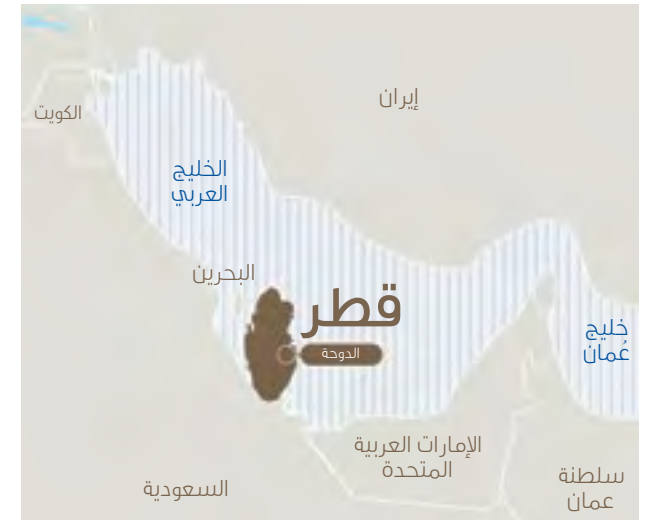 إيران
الكويت
الخليج
العربي
البحرين
قطر
الدوحة
خليج
عُمان
الإمارات العربية
المتحدة
سلطنة
عمان
السعودية